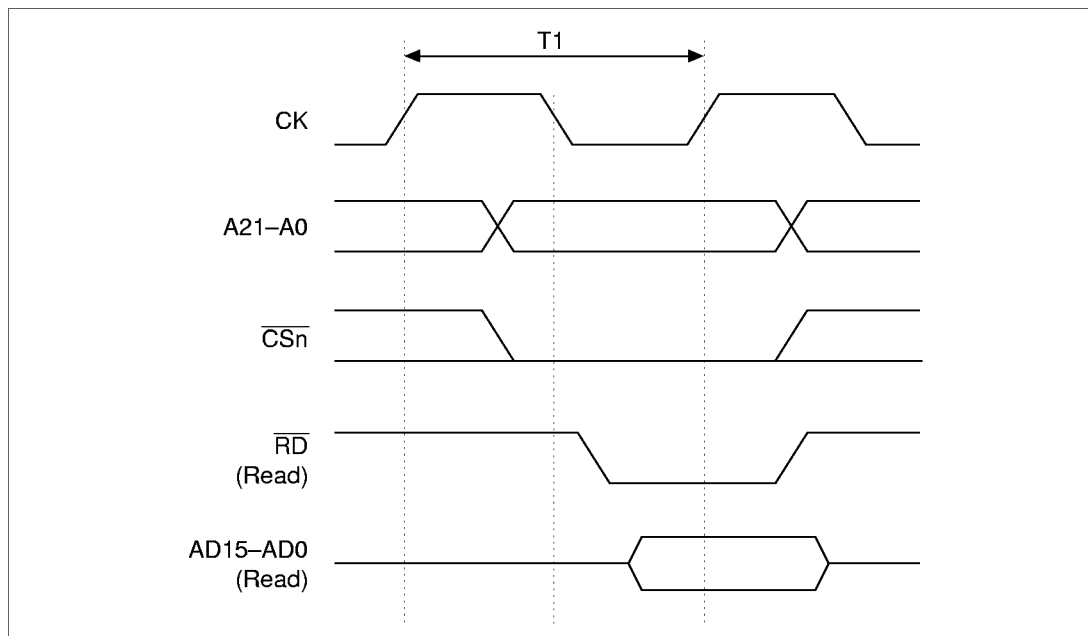 T1
CK
A21–A0
CSn
RD
(Read)
AD15–AD0
(Read)